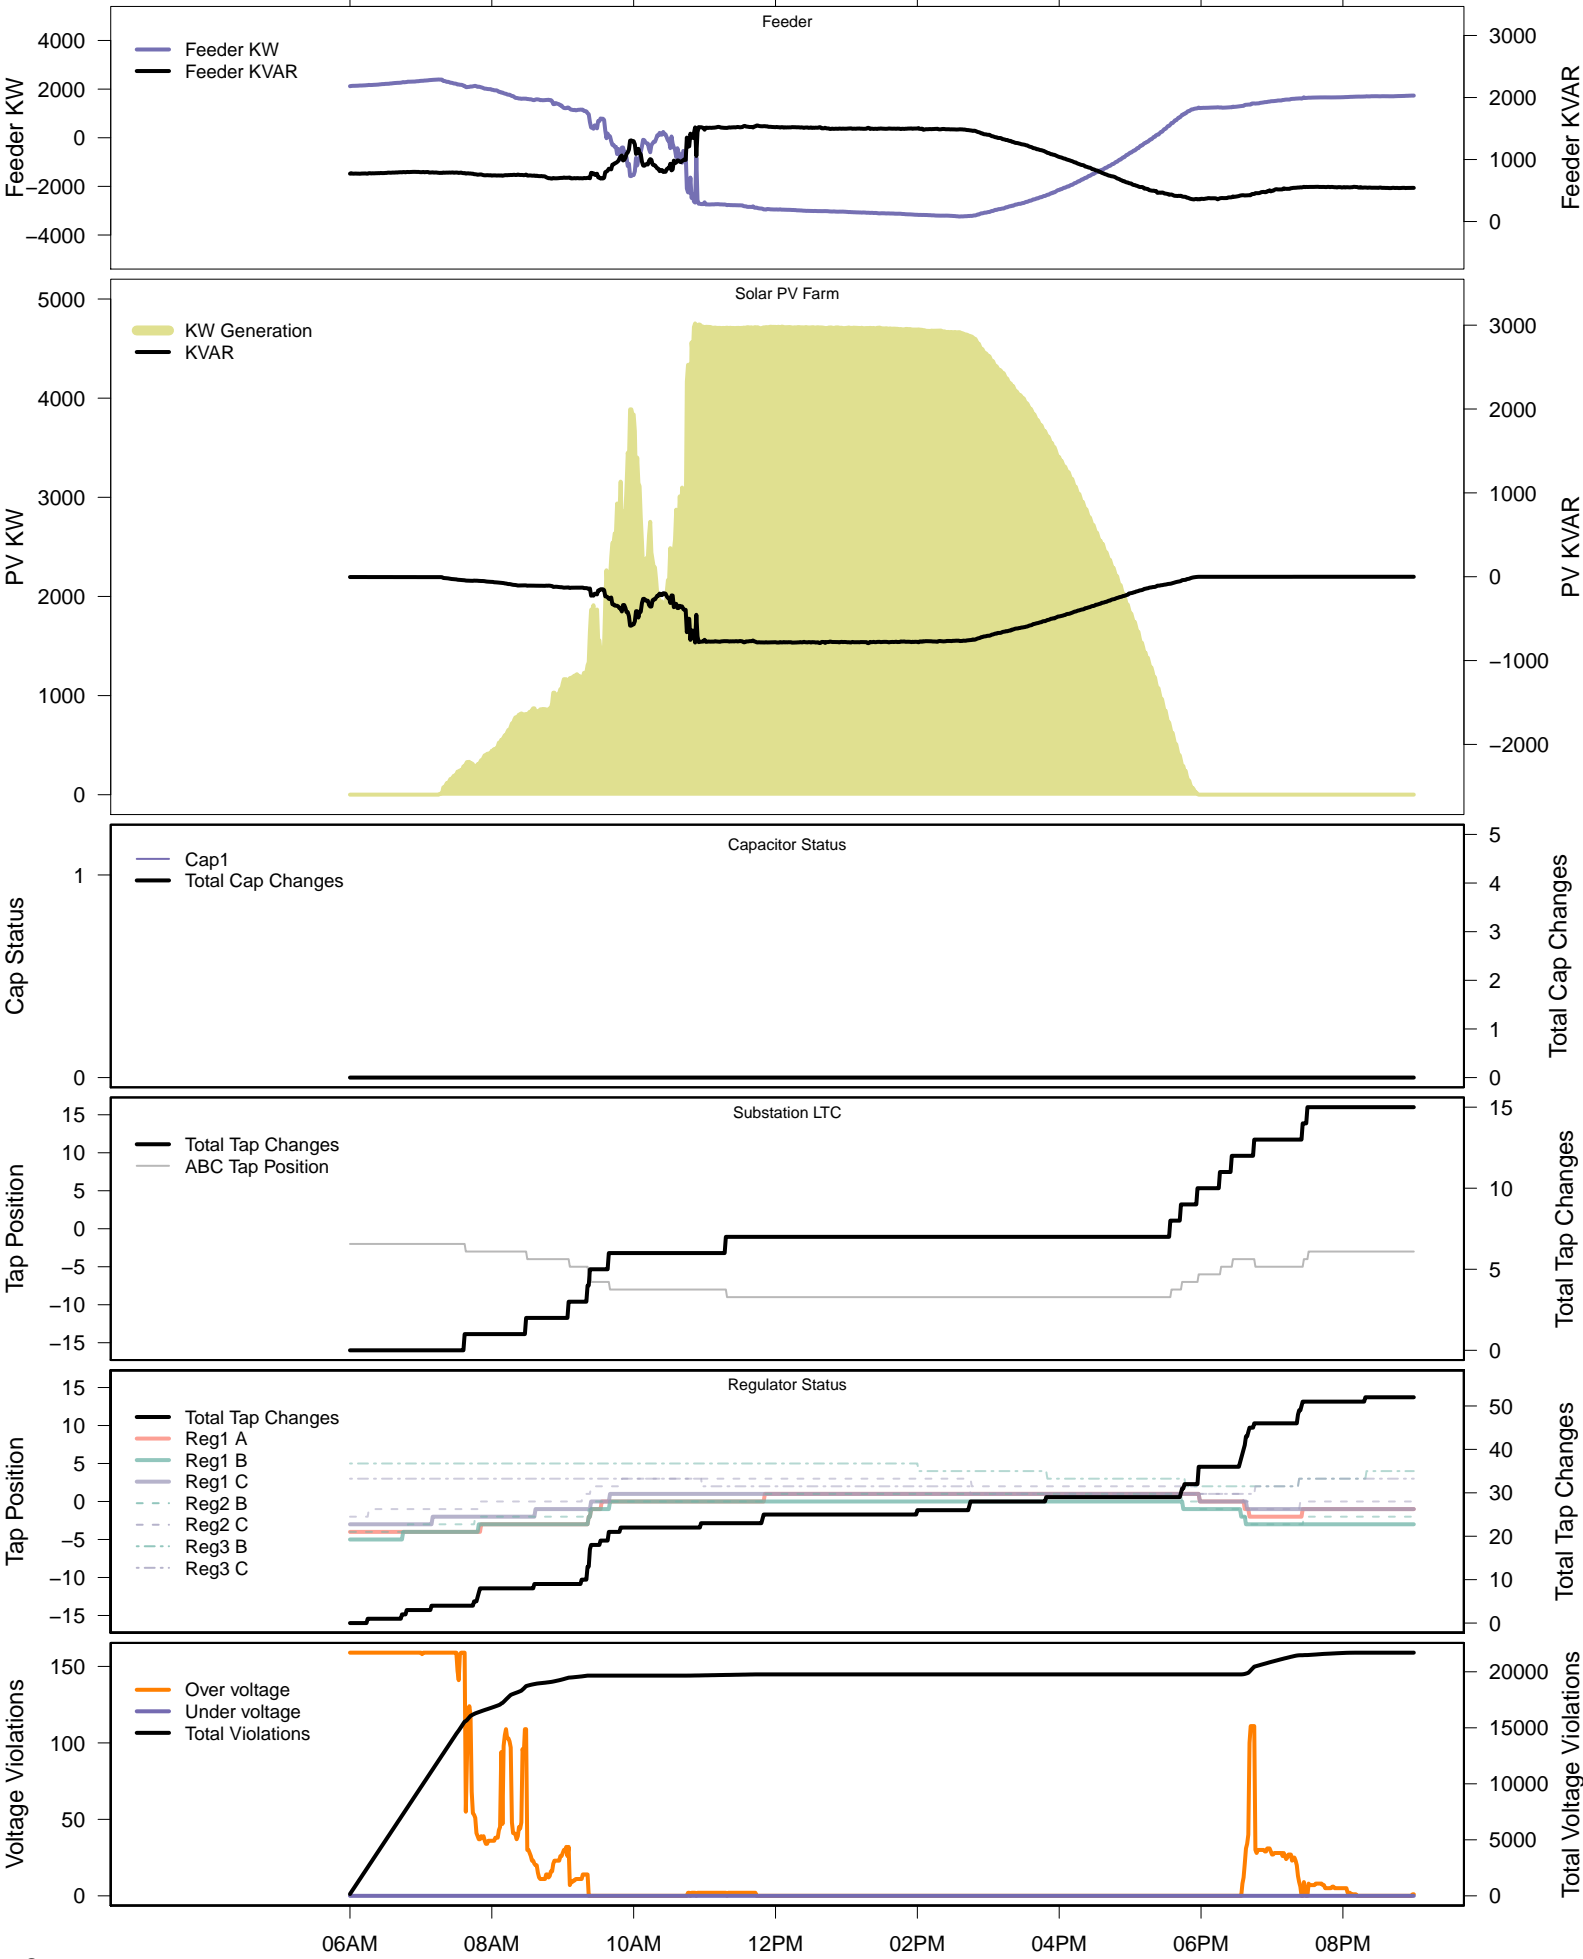 Feeder
Feeder KW
Feeder KVAR
4000
2000
0
−2000
−4000
Feeder KW
3000
2000
1000
0
Feeder KVAR
Solar PV Farm
KW Generation
KVAR
5000
4000
3000
2000
1000
0
PV KW
3000
2000
1000
0
−1000
−2000
PV KVAR
Capacitor Status
Cap1
Total Cap Changes
1
0
Cap Status
5
4
3
2
1
0
Total Cap Changes
Substation LTC
Total Tap Changes
ABC Tap Position
15
10
5
0
−5
−10
−15
Tap Position
15
10
5
0
Total Tap Changes
Regulator Status
Total Tap Changes
Reg1 A
Reg1 B
Reg1 C
Reg2 B
Reg2 C
Reg3 B
Reg3 C
15
10
5
0
−5
−10
−15
Tap Position
50
40
30
20
10
0
Total Tap Changes
Over voltage
Under voltage
Total Violations
150
100
50
0
Voltage Violations
20000
15000
10000
5000
0
Total Voltage Violations
06AM 08AM 10AM 12PM 02PM 04PM 06PM 08PM